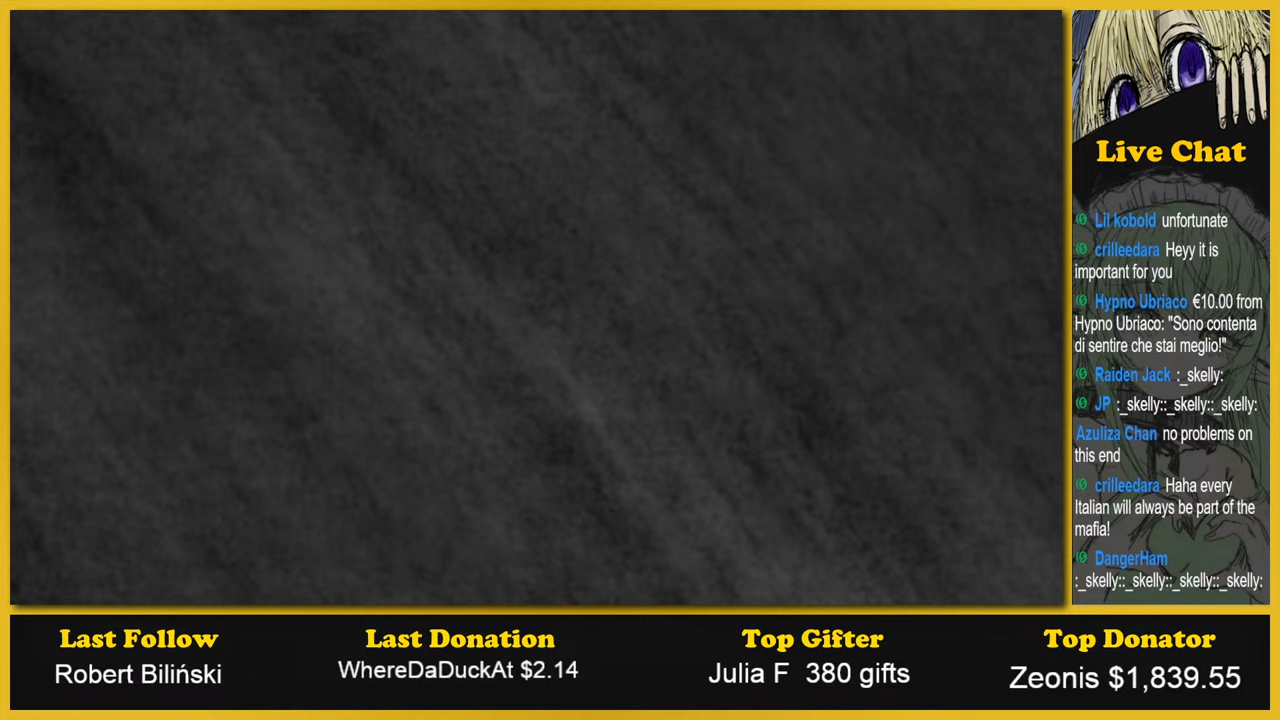 Live Chat
Lil kobold unfortunate
crilleedara Heyy it is
important for you
Hypno Ubriaco €10.00 from
Hypno Ubriaco: "Sono contenta
di sentire che stai meglio!"
Raiden Jack :_skelly:
JP :_skelly::_skelly::_skelly:
Azuliza Chan no problems on
this end
crilleedara Haha every
Italian will always be part of the
mafia!
DangerHam
:_skelly::_skelly::_skelly::_skelly:
Last Follow
Robert Biliński
Last Donation
WhereDaDuckAt $2.14
Top Gifter
Julia F 380 gifts
Top Donator
Zeonis $1,839.55